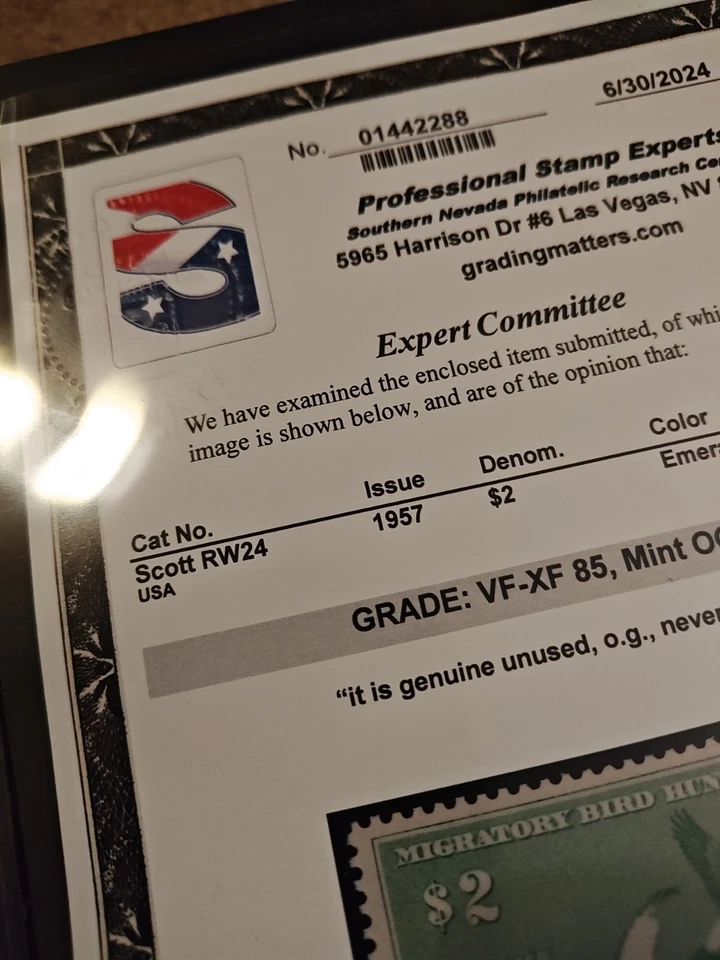 No. 01442288
6/30/2024
Professional Stamp Experts
Southern Nevada Philatelic Research
5965 Harrison Dr #6 Las Vegas, NV
gradingmatters.com
Expert Committee
We have examined the enclosed item submitted, of
image is shown below, and are of the opinion that:
Cat No. Issue Denom. Color
Scott RW24 1957 $2
USA
GRADE: VF-XF 85, Mint
“it is genuine unused, o.g.,
MIGRATORY BIRD
$2